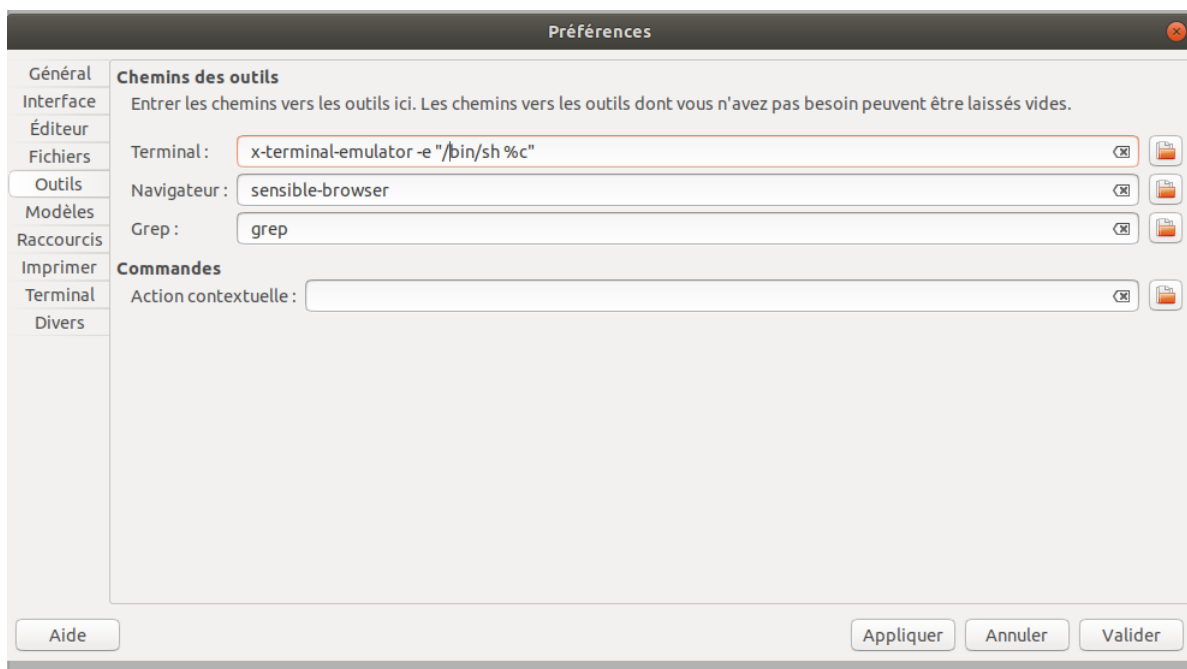 Préférences
Général
Interface
Éditeur
Fichiers
Outils
Modèles
Raccourcis
Imprimer
Terminal
Divers
Chemins des outils
Entrer les chemins vers les outils ici. Les chemins vers les outils dont vous n'avez pas besoin peuvent être laissés vides.
Terminal : x-terminal-emulator -e "/bin/sh %c"
Navigateur : sensible-browser
Grep : grep
Commandes
Action contextuelle :
Aide Appliquer Annuler Valider